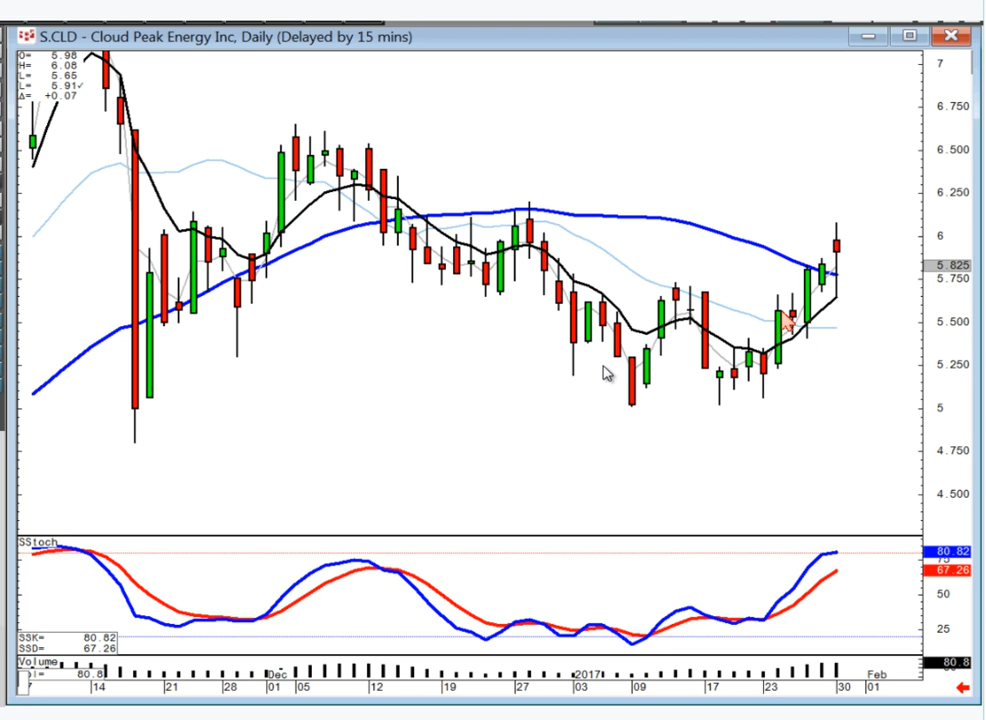 S.CLD - Cloud Peak Energy Inc, Daily (Delayed by 15 mins)
O= 5.98
H= 6.08
L= 5.65
L= 5.91✓
Δ= +0.07
7
6.750
6.500
6.250
6
5.825
5.750
5.500
5.250
5
4.750
4.500
SStoch
80.82
75
67.26
50
25
SSK= 80.82
SSD= 67.26
Volume
80.8
80.8
14
21
28
Dec
01
05
12
19
27
2017
03
09
17
23
30
Feb
01